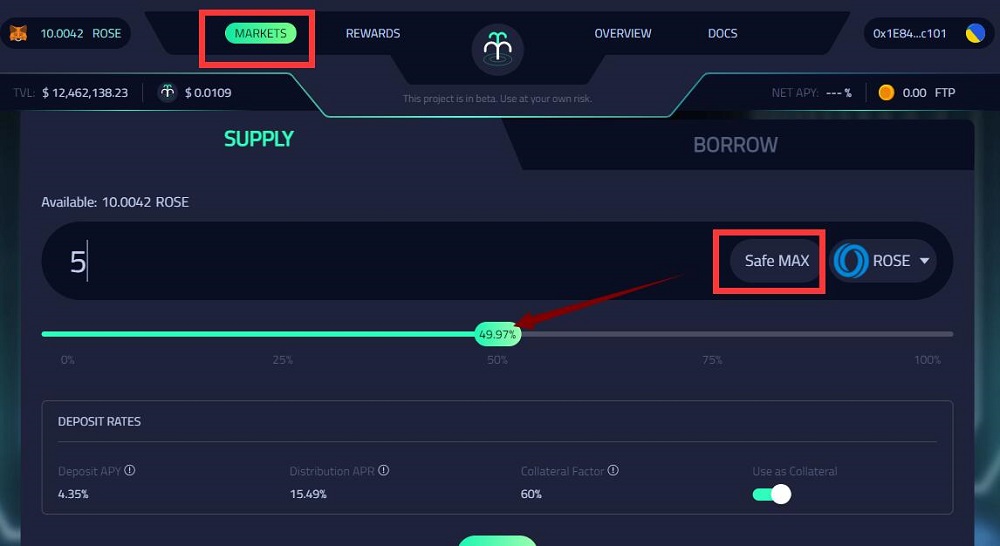 10.0042 ROSE
MARKETS
REWARDS
OVERVIEW
DOCS
0x1E84...c101
TVL: $ 12,462,138.23
$ 0.0109
This project is in beta. Use at your own risk.
NET APY: --- %
0.00 FTP
SUPPLY
BORROW
Available: 10.0042 ROSE
5
Safe MAX
ROSE
49.97%
0%
25%
50%
75%
100%
DEPOSIT RATES
Deposit APY
Distribution APR
Collateral Factor
Use as Collateral
4.35%
15.49%
60%